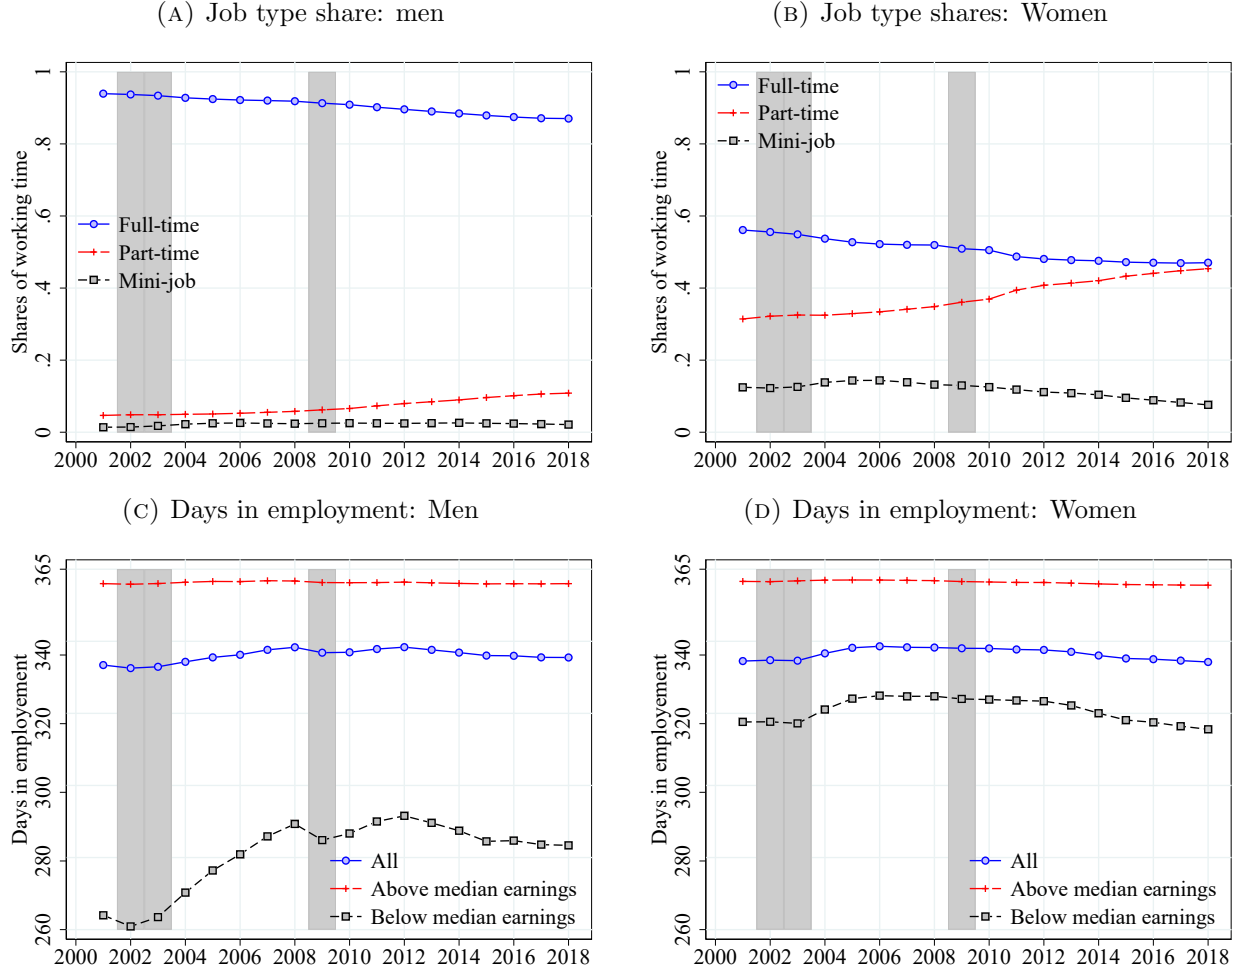 (A) Job type share: men
Shares of working time
1
.8
.6
.4
.2
0
Full-time
Part-time
Mini-job
2000 2002 2004 2006 2008 2010 2012 2014 2016 2018
(B) Job type shares: Women
Shares of working time
1
.8
.6
.4
.2
0
Full-time
Part-time
Mini-job
2000 2002 2004 2006 2008 2010 2012 2014 2016 2018
(C) Days in employment: Men
Days in employement
365
340
320
300
280
260
All
Above median earnings
Below median earnings
2000 2002 2004 2006 2008 2010 2012 2014 2016 2018
(D) Days in employment: Women
Days in employement
365
340
320
300
280
260
All
Above median earnings
Below median earnings
2000 2002 2004 2006 2008 2010 2012 2014 2016 2018